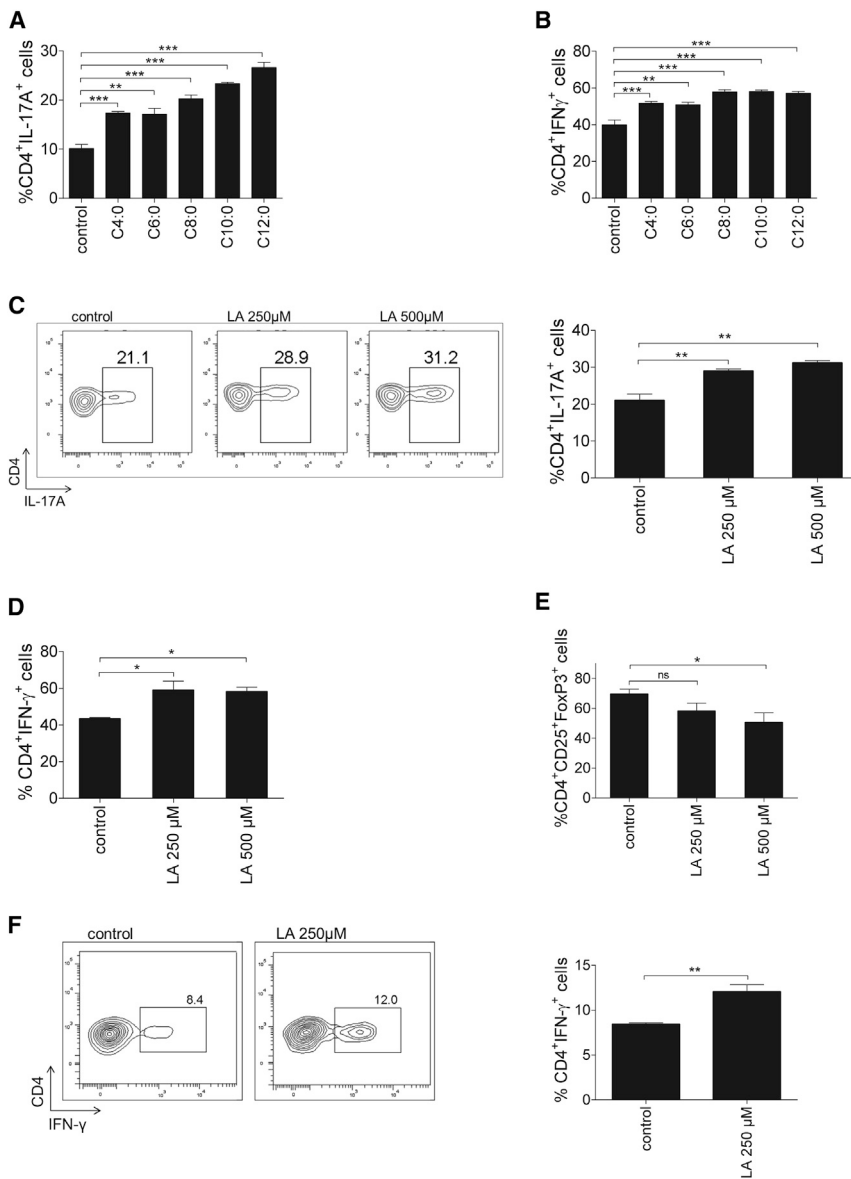 A
%CD4+IL-17A+ cells
30
20
10
0
***
***
***
**
***
control
C4:0
C6:0
C8:0
C10:0
C12:0
B
%CD4+IFNγ+ cells
80
60
40
20
0
***
***
***
**
***
control
C4:0
C6:0
C8:0
C10:0
C12:0
C
control
LA 250µM
LA 500µM
21.1
28.9
31.2
CD4
IL-17A
%CD4+IL-17A+ cells
40
30
20
10
0
**
**
control
LA 250 µM
LA 500 µM
D
% CD4+IFN-γ+ cells
80
60
40
20
0
*
*
control
LA 250 µM
LA 500 µM
E
%CD4+CD25+FoxP3+ cells
80
60
40
20
0
*
ns
control
LA 250 µM
LA 500 µM
F
control
LA 250µM
8.4
12.0
CD4
IFN-γ
% CD4+IFN-γ+ cells
15
10
5
0
**
control
LA 250 µM